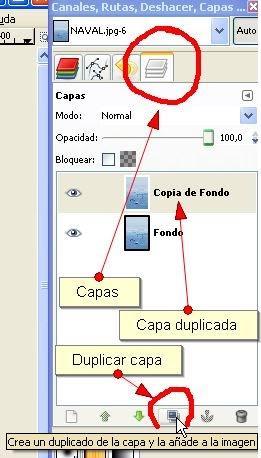 Canales, Rutas, Deshacer, Capas
uda
NAVAL.jpg-6
Auto
Capas
Modo:
Normal
Opacidad:
100,0
Bloquear:
Copia de Fondo
Fondo
Capas
Capa duplicada
Duplicar capa
Crea un duplicado de la capa y la añade a la imagen